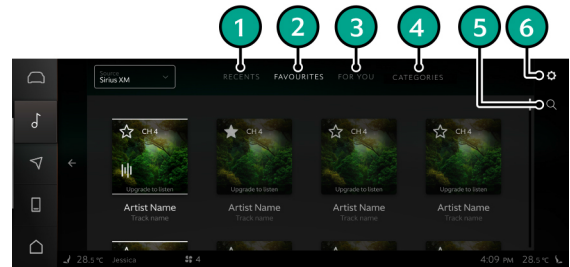 1 2 3 4 5 6
Source
Sirius XM
RECENTS FAVOURITES FOR YOU CATEGORIES
CH 4 CH 4 CH 4 CH 4
Upgrade to listen Upgrade to listen Upgrade to listen Upgrade to listen
Artist Name Artist Name Artist Name Artist Name
Track name Track name Track name Track name
28.5°C Jessica 4 4:09 PM 28.5°C